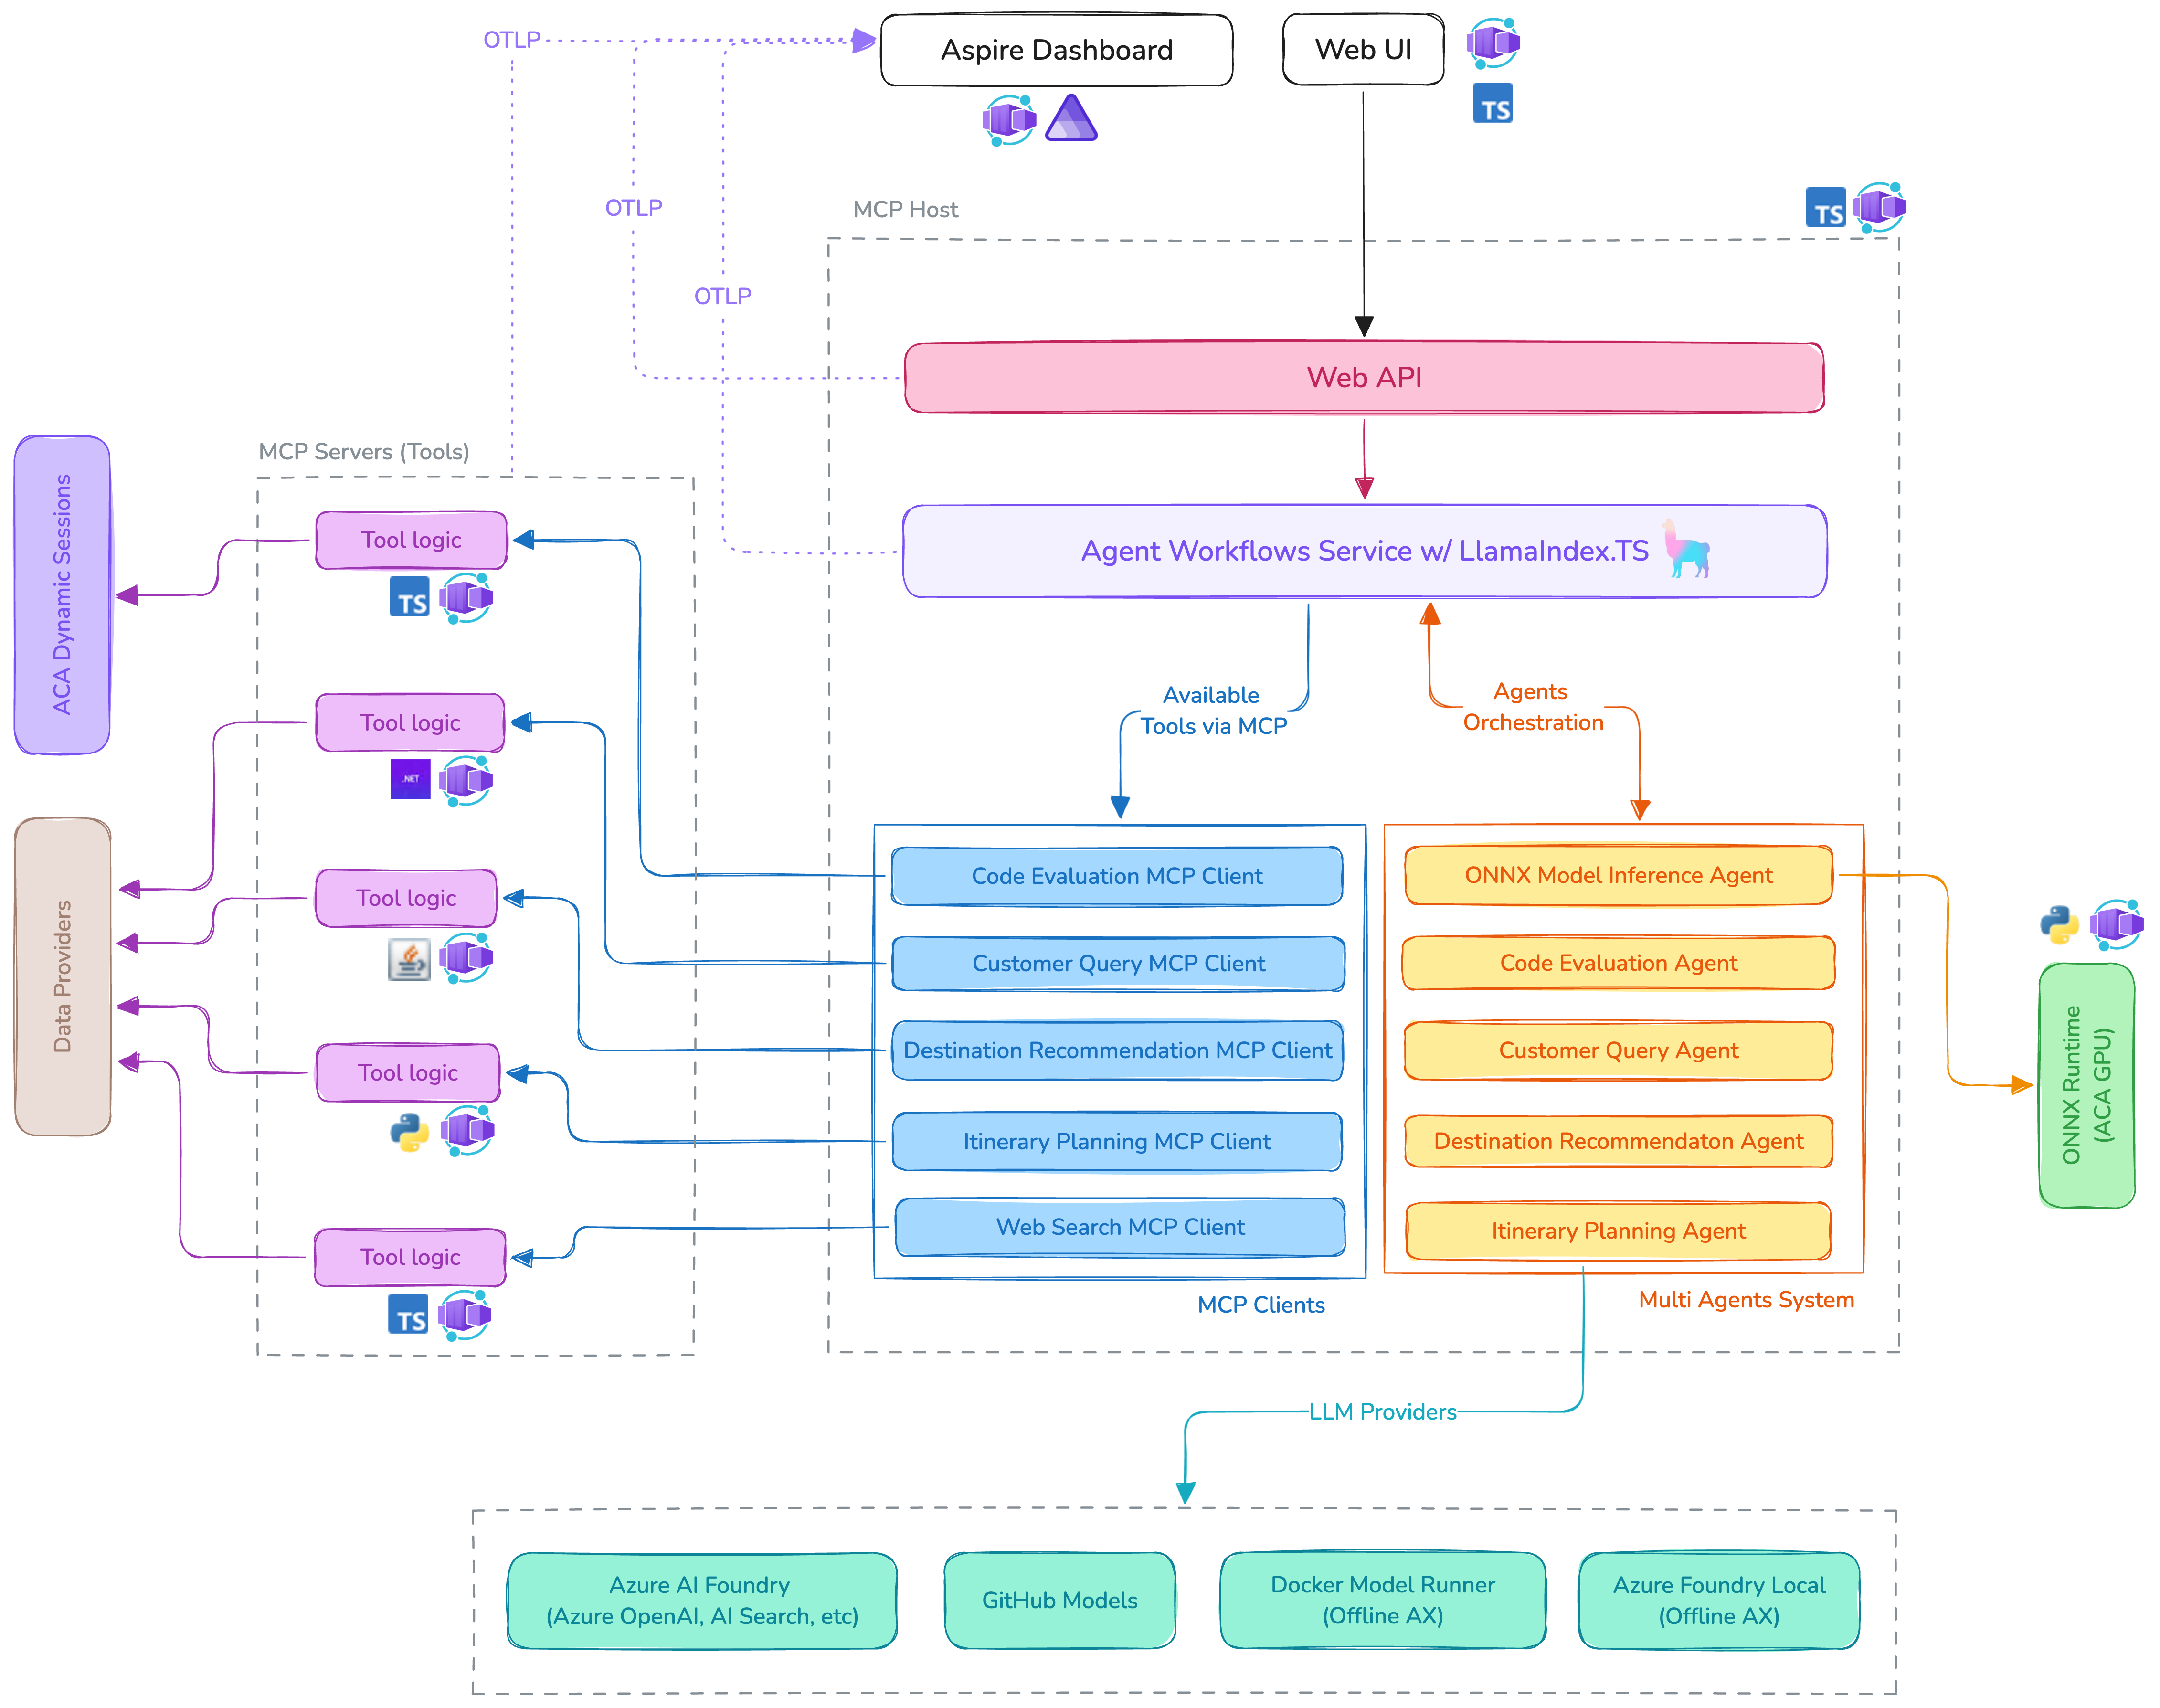 OTLP
Aspire Dashboard
Web UI
TS
OTLP
MCP Host
TS
OTLP
Web API
MCP Servers (Tools)
ACA Dynamic Sessions
Tool logic
TS
Agent Workflows Service w/ LlamaIndex.TS
Available
Tools via MCP
Agents
Orchestration
Tool logic
.NET
Data Providers
Tool logic
Tool logic
Tool logic
TS
Code Evaluation MCP Client
Customer Query MCP Client
Destination Recommendation MCP Client
Itinerary Planning MCP Client
Web Search MCP Client
MCP Clients
ONNX Model Inference Agent
Code Evaluation Agent
Customer Query Agent
Destination Recommendaton Agent
Itinerary Planning Agent
Multi Agents System
ONNX Runtime
(ACA GPU)
LLM Providers
Azure AI Foundry
(Azure OpenAI, AI Search, etc)
GitHub Models
Docker Model Runner
(Offline AX)
Azure Foundry Local
(Offline AX)